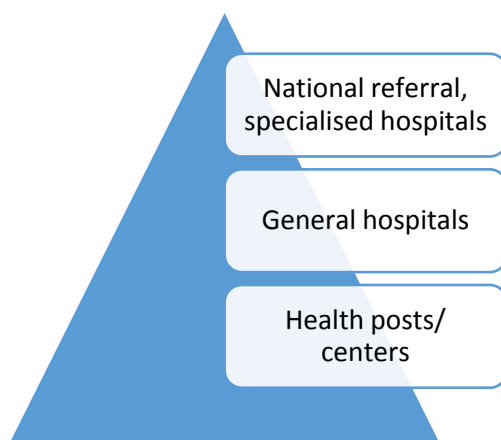 National referral,
specialised hospitals
General hospitals
Health posts/
centers